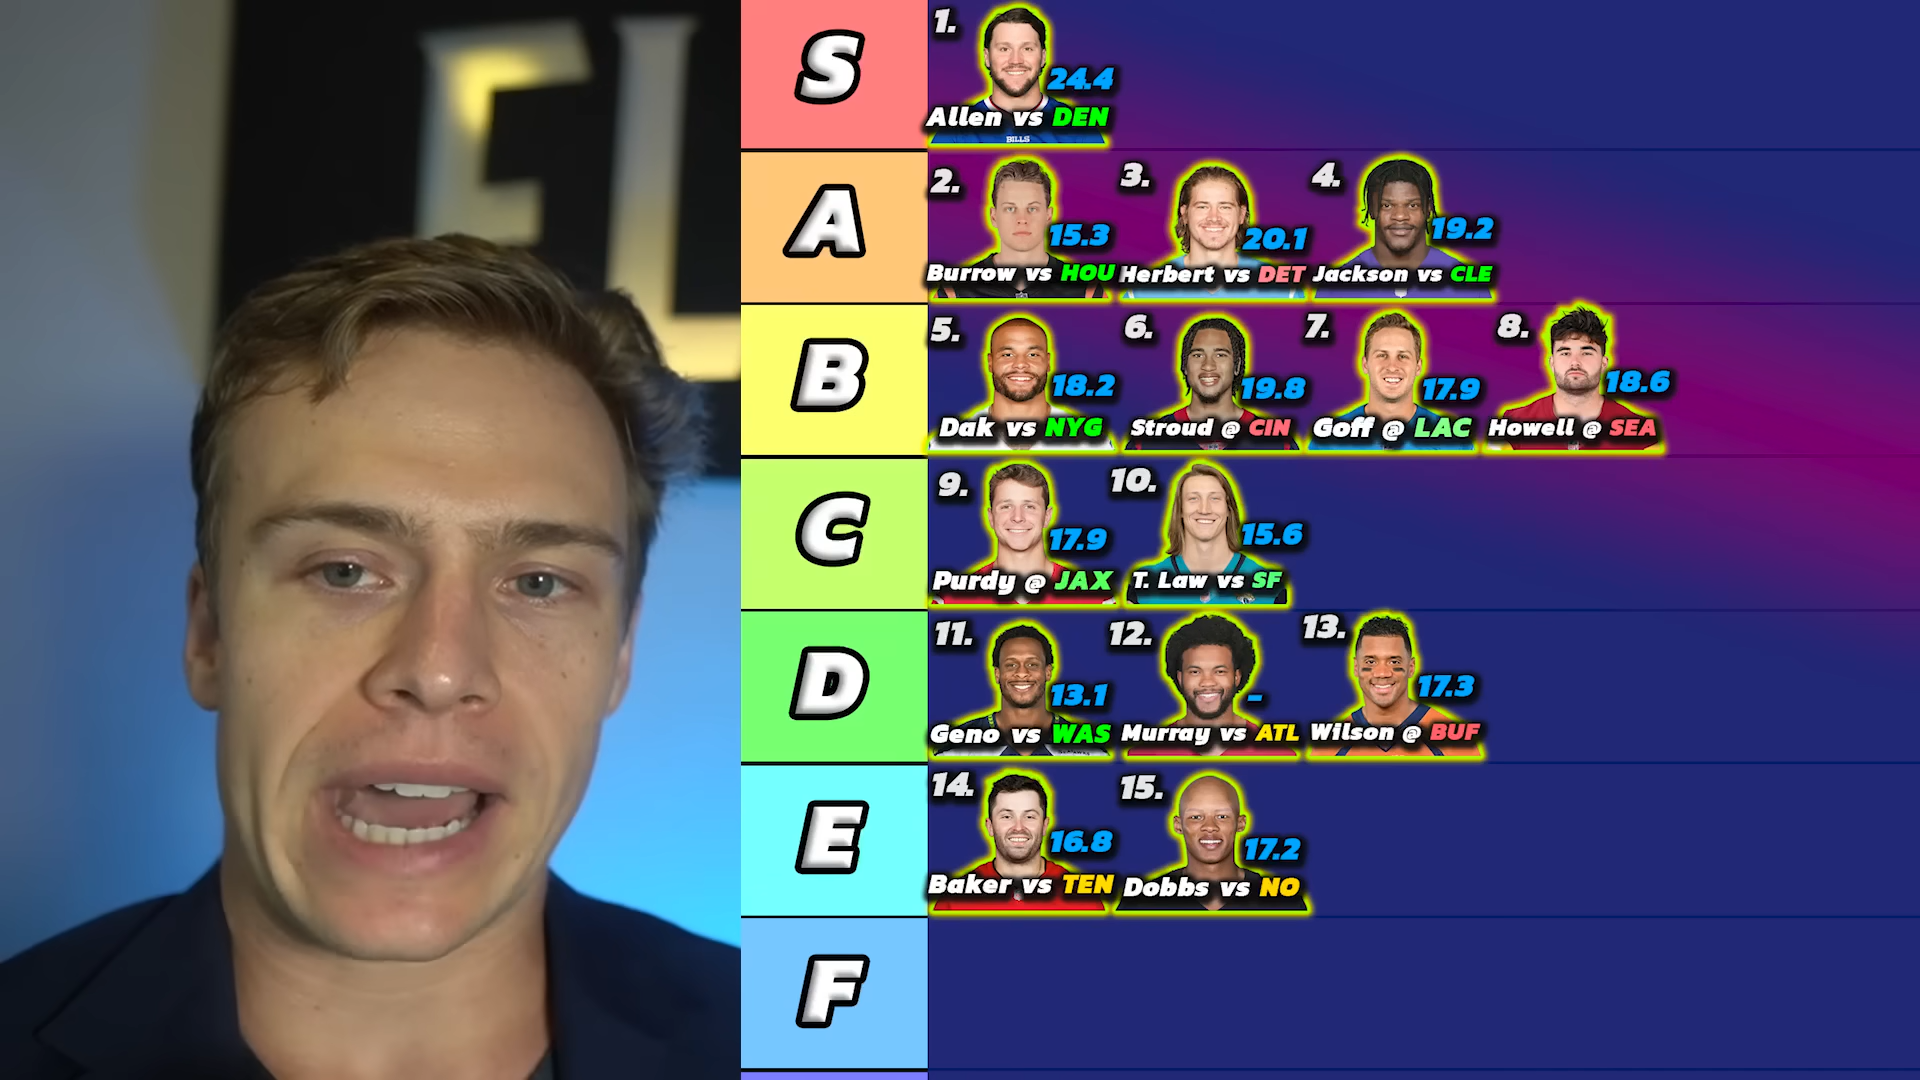 FL
S
1.
24.4
Allen vs DEN
BILLS
A
2.
15.3
Burrow vs HOU
3.
20.1
Herbert vs DET
4.
19.2
Jackson vs CLE
B
5.
18.2
Dak vs NYG
6.
19.8
Stroud @ CIN
7.
17.9
Goff @ LAC
8.
18.6
Howell @ SEA
C
9.
17.9
Purdy @ JAX
10.
15.6
T. Law vs SF
D
11.
13.1
Geno vs WAS
12.
-
Murray vs ATL
13.
17.3
Wilson @ BUF
E
14.
16.8
Baker vs TEN
15.
17.2
Dobbs vs NO
F